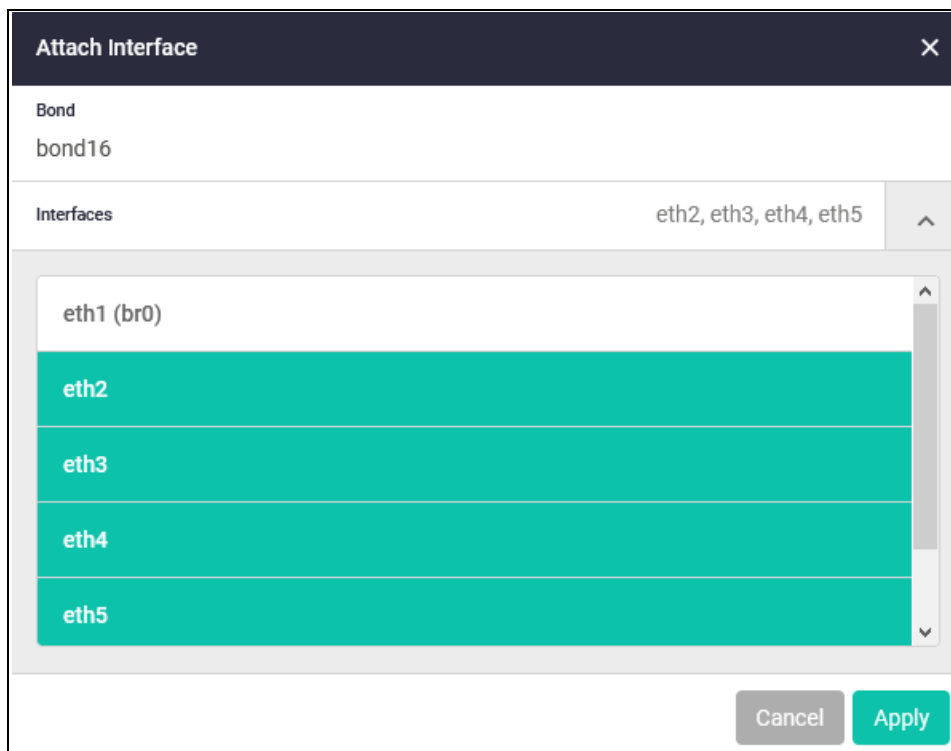 Attach Interface
Bond
bond16
Interfaces eth2, eth3, eth4, eth5
eth1 (br0)
eth2
eth3
eth4
eth5
Cancel Apply